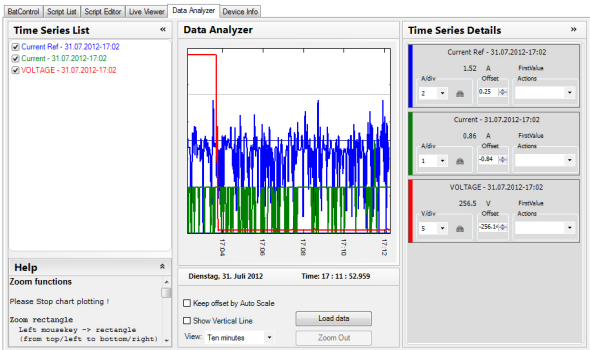 BatControl Script List Script Editor Live Viewer Data Analyzer Device Info
Time Series List «
Current Ref - 31.07.2012-17:02
Current - 31.07.2012-17:02
VOLTAGE - 31.07.2012-17:02
Help
Zoom functions
Please Stop chart plotting !
Zoom rectangle
Left mousekey -> rectangle
(from top/left to bottom/right)
Data Analyzer
17:04 17:06 17:08 17:10 17:12
Dienstag, 31. Juli 2012 Time: 17 : 11 : 52.959
Keep offset by Auto Scale
Show Vertical Line Load data
View: Ten minutes Zoom Out
Time Series Details »
Current Ref - 31.07.2012-17:02
1.52 A FirstValue
A/div Offset Actions
2 0.25
Current - 31.07.2012-17:02
0.86 A FirstValue
A/div Offset Actions
1 -0.84
VOLTAGE - 31.07.2012-17:02
256.5 V FirstValue
V/div Offset Actions
5 -256.1